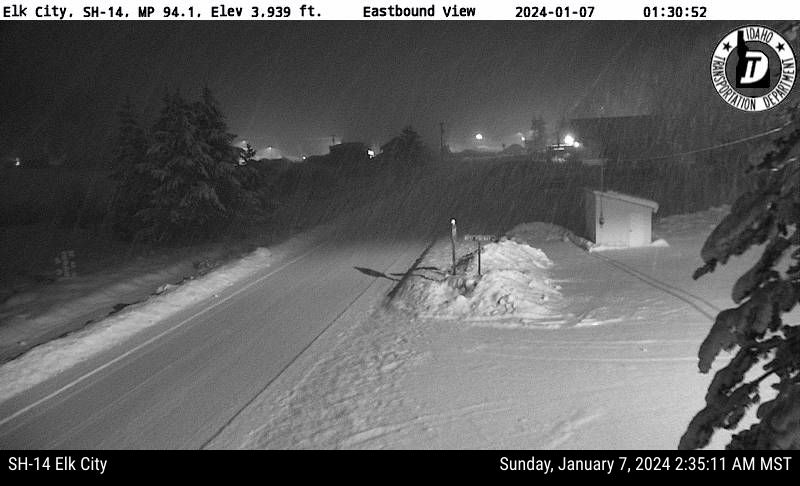 Elk City, SH-14, MP 94.1, Elev 3,939 ft. Eastbound View 2024-01-07 01:30:52
IDAHO
TRANSPORTATION DEPARTMENT
SH-14 Elk City Sunday, January 7, 2024 2:35:11 AM MST